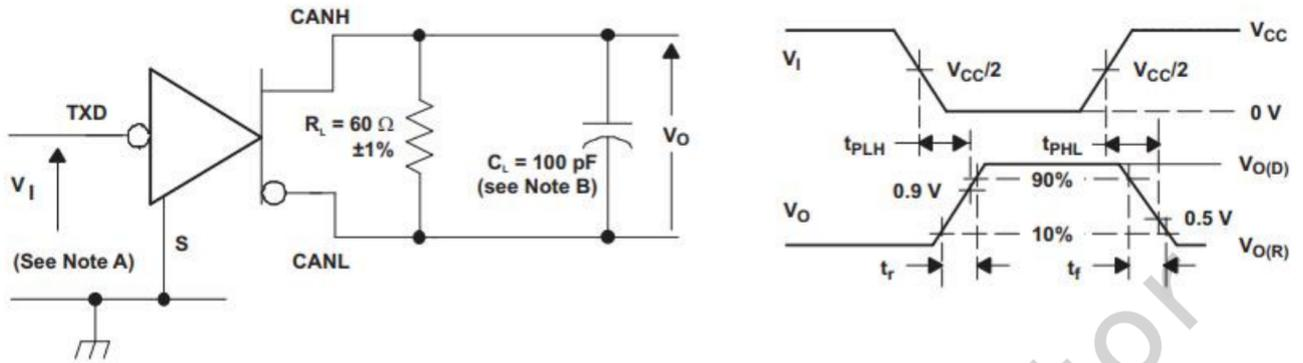 CANH
TXD
R_L = 60 Ω
±1%
C_L = 100 pF
(see Note B)
V_O
V_I
S
(See Note A)
CANL
V_I
V_CC
V_CC/2
V_CC/2
0 V
t_PLH
t_PHL
V_O(D)
90%
0.9 V
V_O
0.5 V
10%
V_O(R)
t_r
t_f